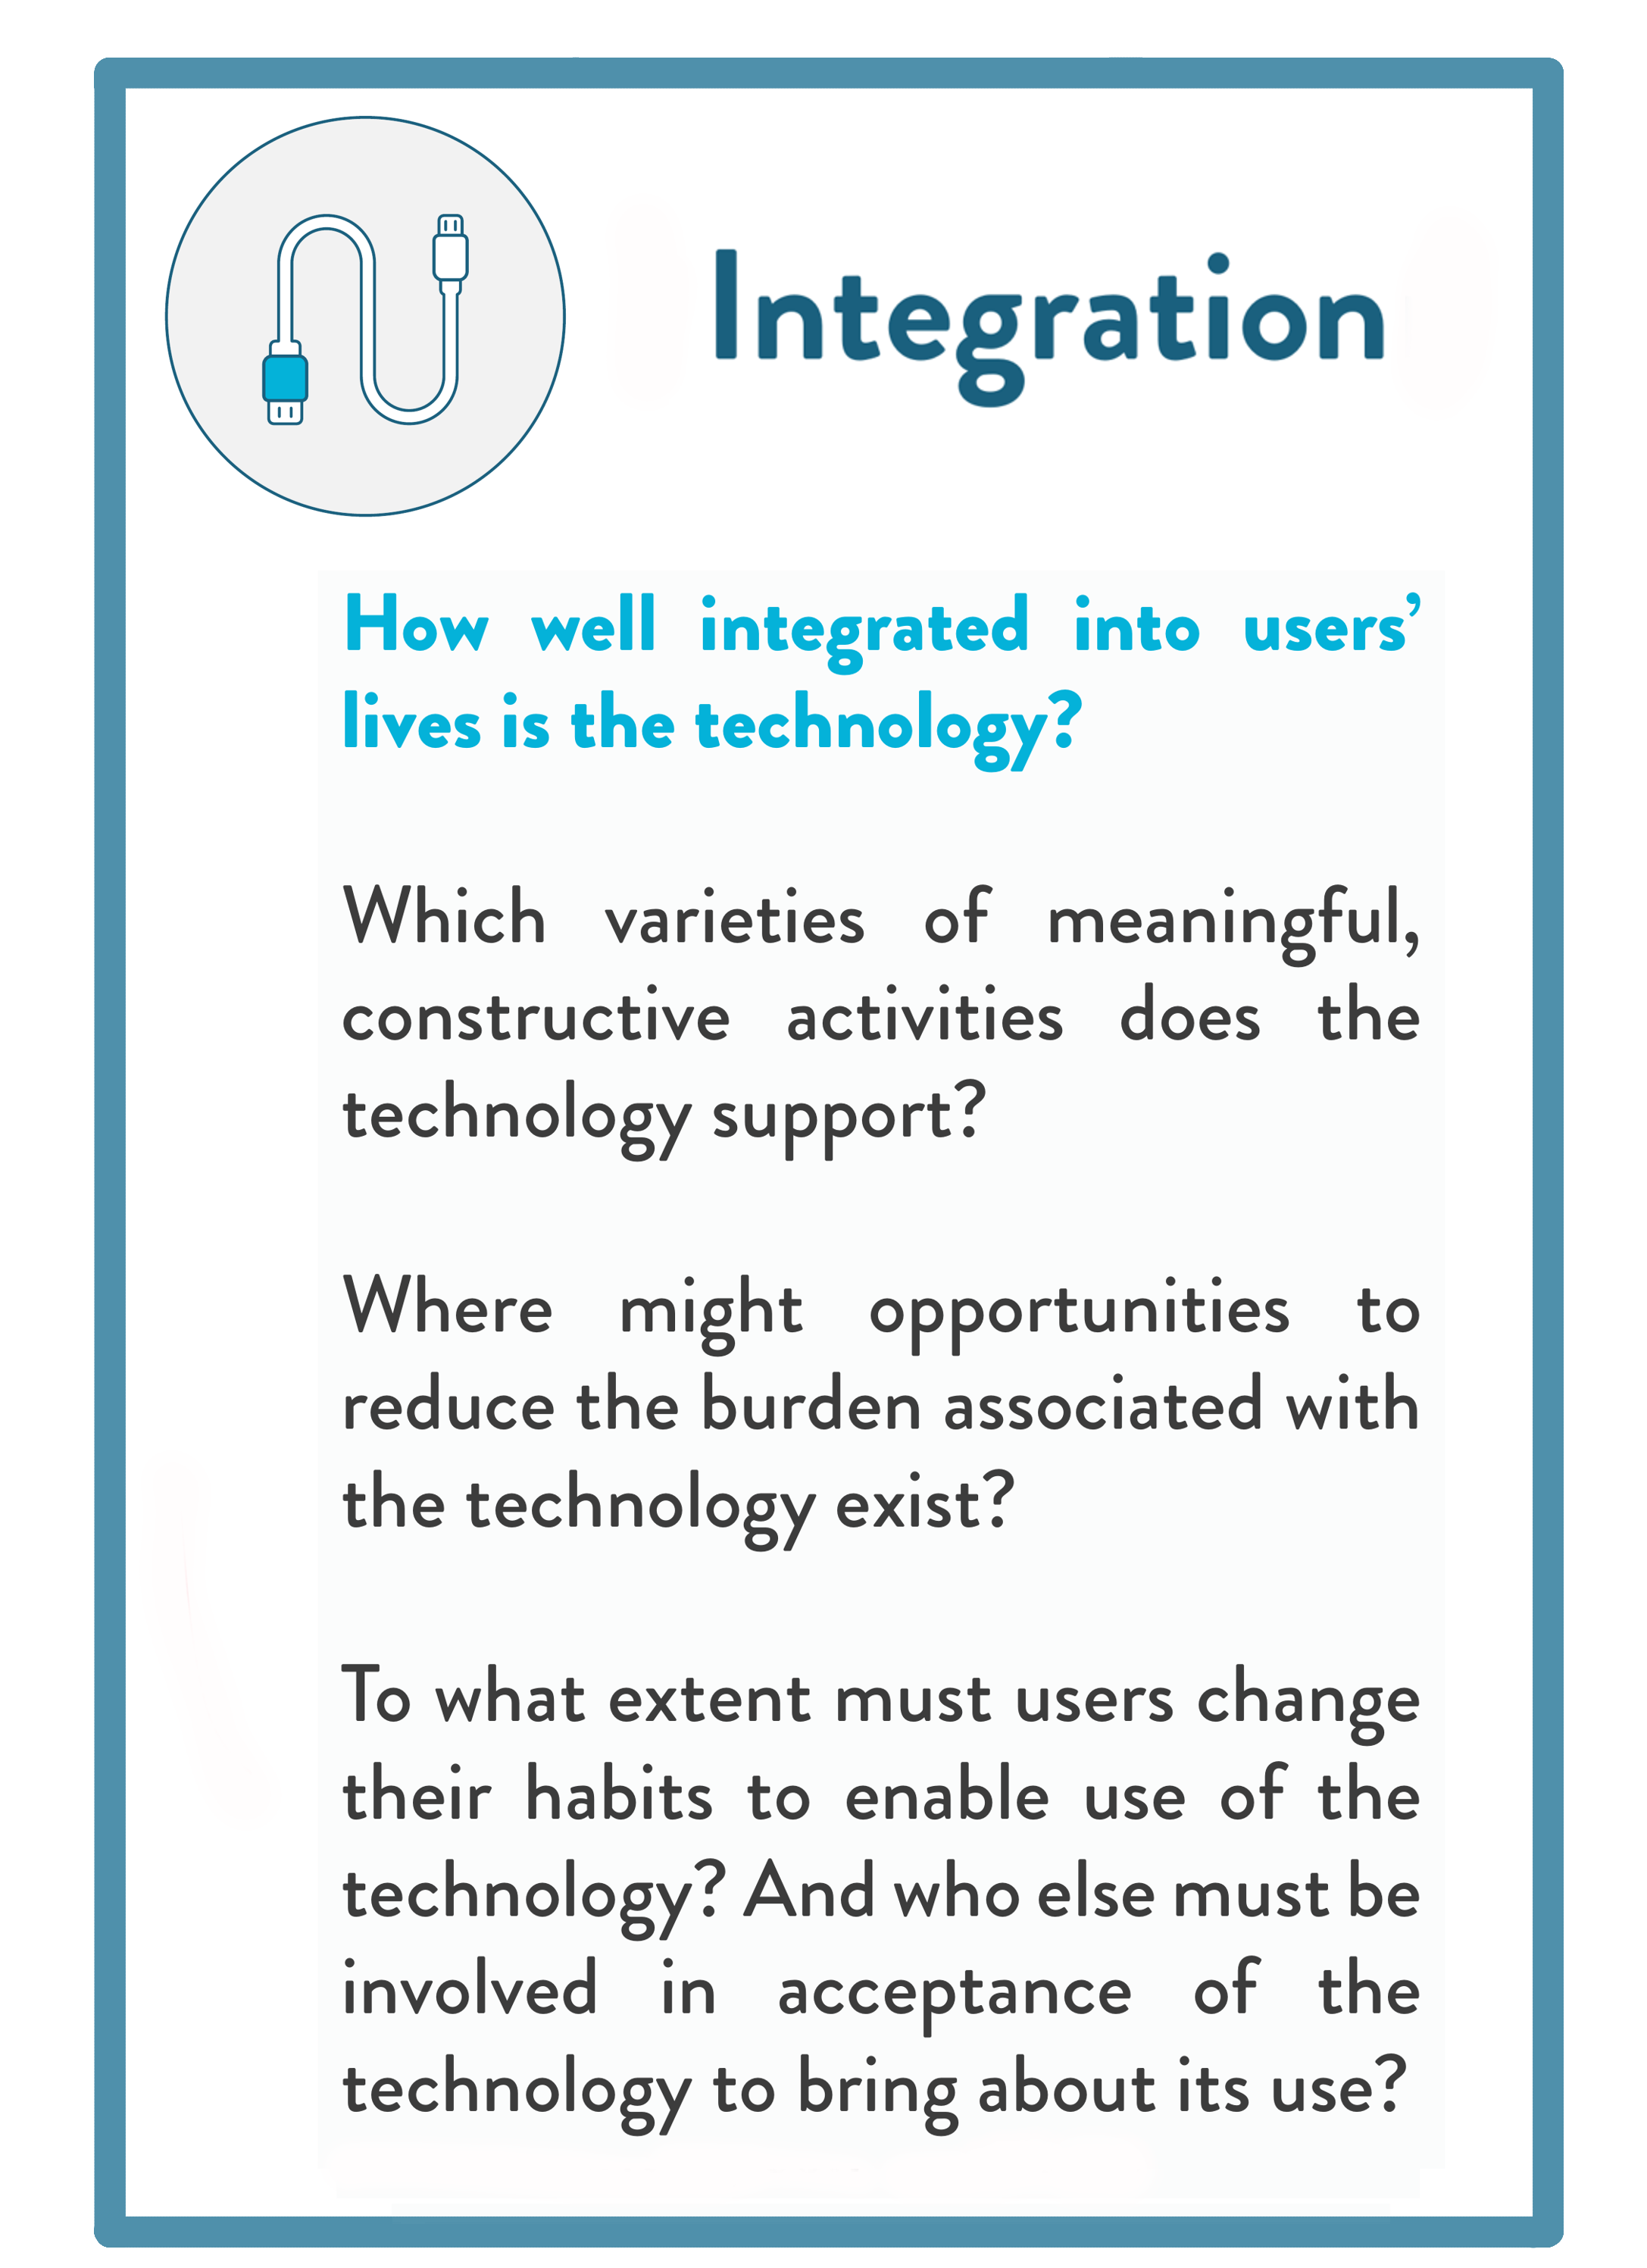 Integration
How well integrated into users’
lives is the technology?
Which varieties of meaningful,
constructive activities does the
technology support?
Where might opportunities to
reduce the burden associated with
the technology exist?
To what extent must users change
their habits to enable use of the
technology? And who else must be
involved in acceptance of the
technology to bring about its use?